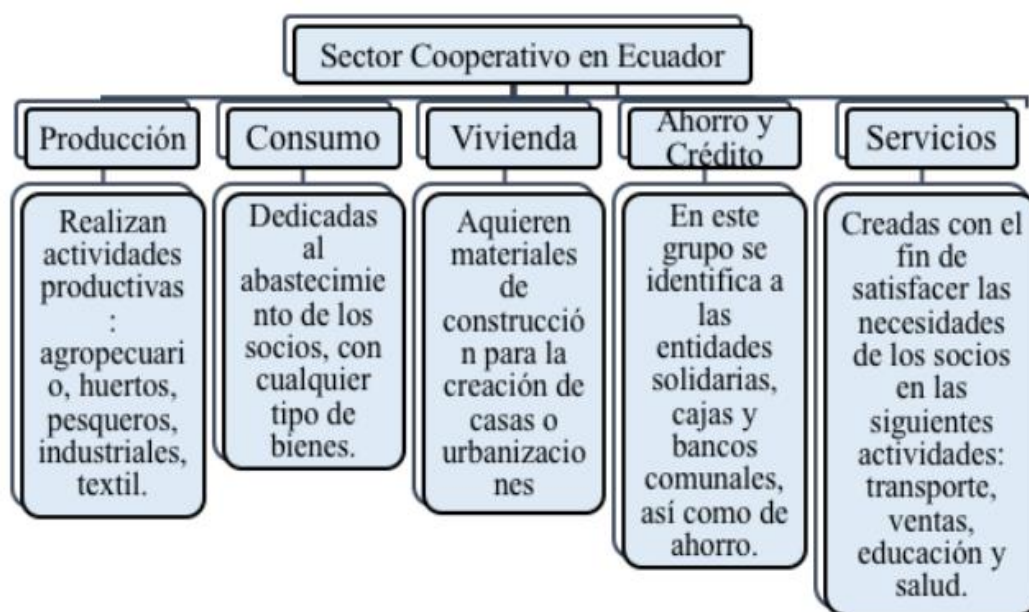 Sector Cooperativo en Ecuador
Producción
Realizan
actividades
productivas
:
agropecuari
o, huertos,
pesqueros,
industriales,
textil.
Consumo
Dedicadas
al
abastecimie
nto de los
socios, con
cualquier
tipo de
bienes.
Vivienda
Aquieren
materiales
de
construcció
n para la
creación de
casas o
urbanizacio
nes
Ahorro y
Crédito
En este
grupo se
identifica a
las
entidades
solidarias,
cajas y
bancos
comunales,
así como de
ahorro.
Servicios
Creadas con el
fin de
satisfacer las
necesidades
de los socios
en las
siguientes
actividades:
transporte,
ventas,
educación y
salud.